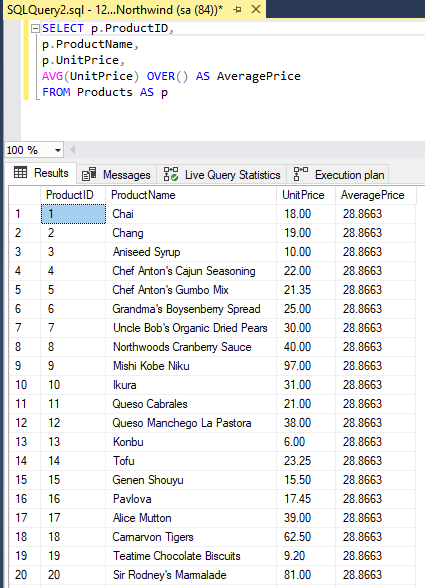 SQLQuery2.sql - 12...Northwind (sa (84))*
SELECT p.ProductID,
p.ProductName,
p.UnitPrice,
AVG(UnitPrice) OVER() AS AveragePrice
FROM Products AS p
100 %
Results Messages Live Query Statistics Execution plan
ProductID ProductName UnitPrice AveragePrice
1 1 Chai 18.00 28.8663
2 2 Chang 19.00 28.8663
3 3 Aniseed Syrup 10.00 28.8663
4 4 Chef Anton's Cajun Seasoning 22.00 28.8663
5 5 Chef Anton's Gumbo Mix 21.35 28.8663
6 6 Grandma's Boysenberry Spread 25.00 28.8663
7 7 Uncle Bob's Organic Dried Pears 30.00 28.8663
8 8 Northwoods Cranberry Sauce 40.00 28.8663
9 9 Mishi Kobe Niku 97.00 28.8663
10 10 Ikura 31.00 28.8663
11 11 Queso Cabrales 21.00 28.8663
12 12 Queso Manchego La Pastora 38.00 28.8663
13 13 Konbu 6.00 28.8663
14 14 Tofu 23.25 28.8663
15 15 Genen Shouyu 15.50 28.8663
16 16 Pavlova 17.45 28.8663
17 17 Alice Mutton 39.00 28.8663
18 18 Carnarvon Tigers 62.50 28.8663
19 19 Teatime Chocolate Biscuits 9.20 28.8663
20 20 Sir Rodney's Marmalade 81.00 28.8663